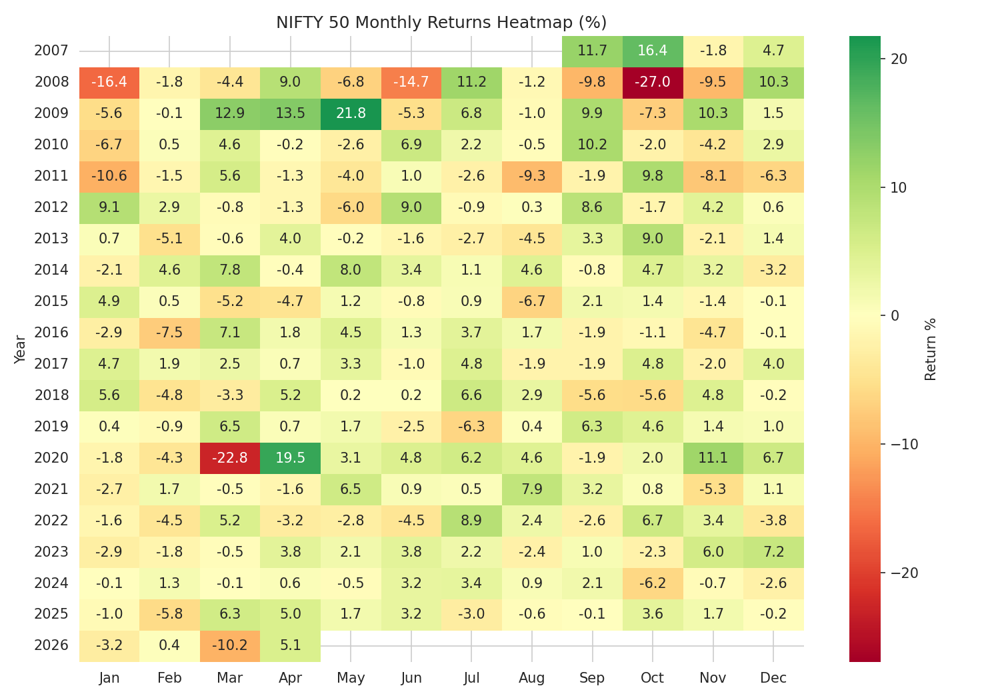 NIFTY 50 Monthly Returns Heatmap (%)
2007 11.7 16.4 -1.8 4.7
2008 -16.4 -1.8 -4.4 9.0 -6.8 -14.7 11.2 -1.2 -9.8 -27.0 -9.5 10.3
2009 -5.6 -0.1 12.9 13.5 21.8 -5.3 6.8 -1.0 9.9 -7.3 10.3 1.5
2010 -6.7 0.5 4.6 -0.2 -2.6 6.9 2.2 -0.5 10.2 -2.0 -4.2 2.9
2011 -10.6 -1.5 5.6 -1.3 -4.0 1.0 -2.6 -9.3 -1.9 9.8 -8.1 -6.3
2012 9.1 2.9 -0.8 -1.3 -6.0 9.0 -0.9 0.3 8.6 -1.7 4.2 0.6
2013 0.7 -5.1 -0.6 4.0 -0.2 -1.6 -2.7 -4.5 3.3 9.0 -2.1 1.4
2014 -2.1 4.6 7.8 -0.4 8.0 3.4 1.1 4.6 -0.8 4.7 3.2 -3.2
2015 4.9 0.5 -5.2 -4.7 1.2 -0.8 0.9 -6.7 2.1 1.4 -1.4 -0.1
2016 -2.9 -7.5 7.1 1.8 4.5 1.3 3.7 1.7 -1.9 -1.1 -4.7 -0.1
2017 4.7 1.9 2.5 0.7 3.3 -1.0 4.8 -1.9 -1.9 4.8 -2.0 4.0
2018 5.6 -4.8 -3.3 5.2 0.2 0.2 6.6 2.9 -5.6 -5.6 4.8 -0.2
2019 0.4 -0.9 6.5 0.7 1.7 -2.5 -6.3 0.4 6.3 4.6 1.4 1.0
2020 -1.8 -4.3 -22.8 19.5 3.1 4.8 6.2 4.6 -1.9 2.0 11.1 6.7
2021 -2.7 1.7 -0.5 -1.6 6.5 0.9 0.5 7.9 3.2 0.8 -5.3 1.1
2022 -1.6 -4.5 5.2 -3.2 -2.8 -4.5 8.9 2.4 -2.6 6.7 3.4 -3.8
2023 -2.9 -1.8 -0.5 3.8 2.1 3.8 2.2 -2.4 1.0 -2.3 6.0 7.2
2024 -0.1 1.3 -0.1 0.6 -0.5 3.2 3.4 0.9 2.1 -6.2 -0.7 -2.6
2025 -1.0 -5.8 6.3 5.0 1.7 3.2 -3.0 -0.6 -0.1 3.6 1.7 -0.2
2026 -3.2 0.4 -10.2 5.1
Jan Feb Mar Apr May Jun Jul Aug Sep Oct Nov Dec
Year
20
10
0
−10
−20
Return %